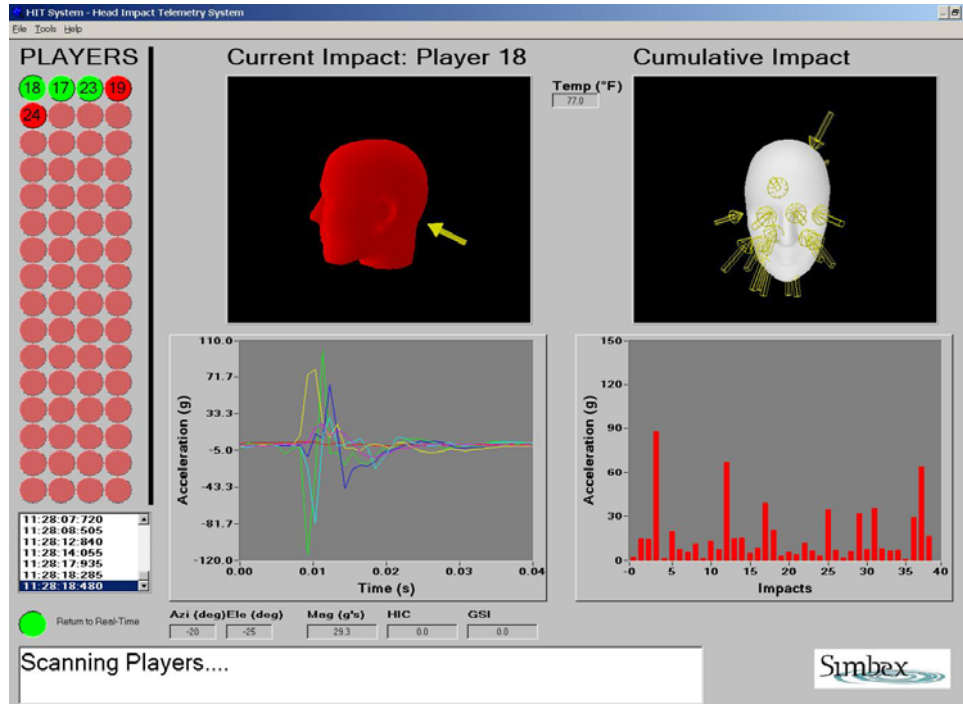 HIT System - Head Impact Telemetry System
File Tools Help
PLAYERS
18 17 23 19
24
Current Impact: Player 18
Temp (°F)
77.0
Cumulative Impact
110.0
71.7
33.3
-5.0
-43.3
-81.7
-120.0
Acceleration (g)
0.00 0.01 0.02 0.03 0.04
Time (s)
150
120
90
60
30
0
Acceleration (g)
-0 5 10 15 20 25 30 35 40
Impacts
11:28:07:720
11:28:08:505
11:28:12:840
11:28:14:055
11:28:17:935
11:28:18:285
11:28:18:480
Return to Real-Time
Azi (deg) Ele (deg) Mag (g's) HIC GSI
-20 -25 29.3 0.0 0.0
Scanning Players....
Simbex